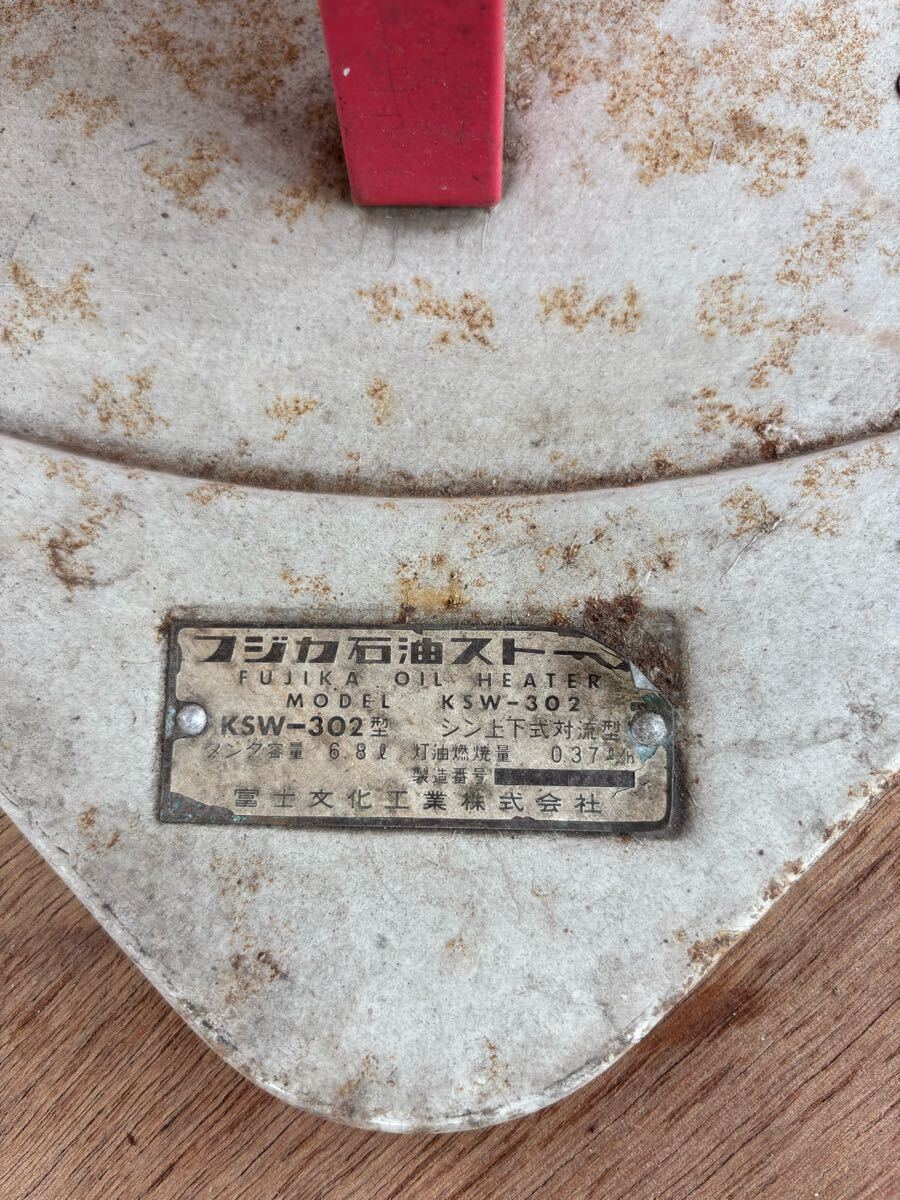 フジカ石油ストー
FUJIKA OIL HEATER
MODEL KSW-302
KSW-302型 シン上下式対流型
タンク容量 6.8ℓ 灯油燃焼量 0.37ℓ/h
製造番号
富士文化工業株式会社